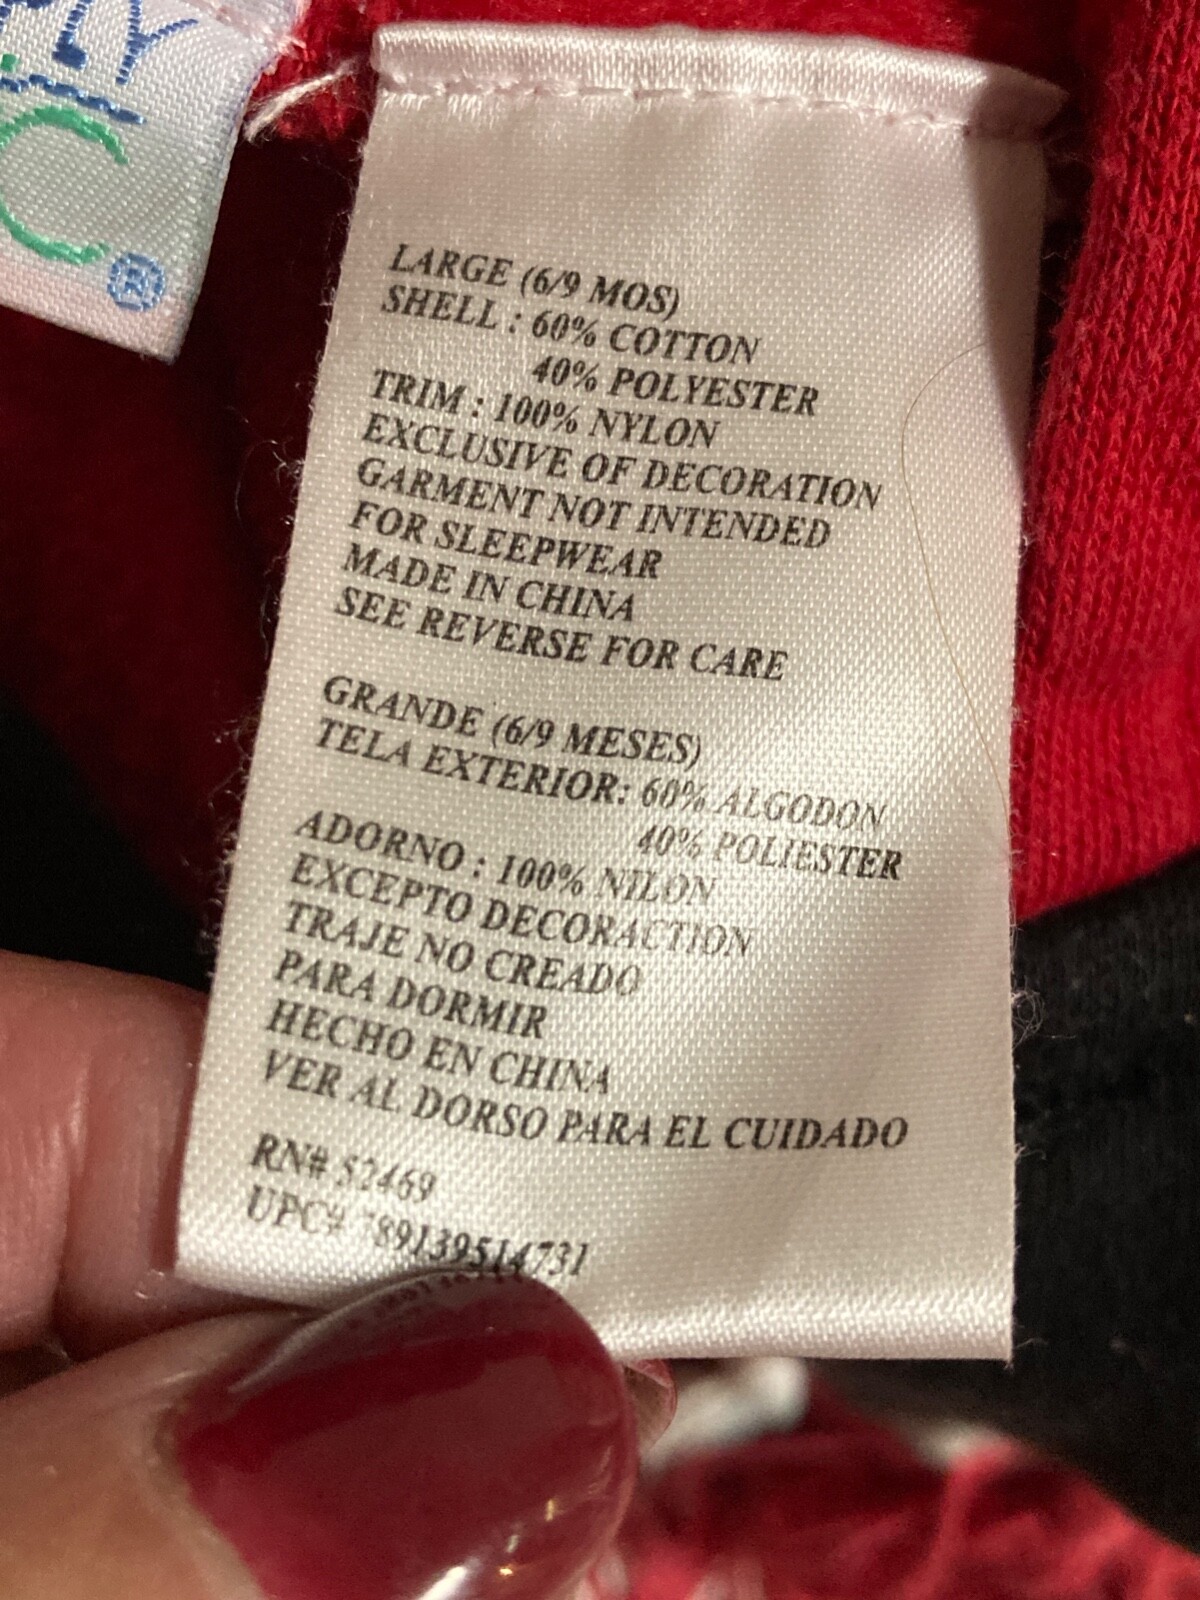 PLY
C®
LARGE (6/9 MOS)
SHELL : 60% COTTON
40% POLYESTER
TRIM : 100% NYLON
EXCLUSIVE OF DECORATION
GARMENT NOT INTENDED
FOR SLEEPWEAR
MADE IN CHINA
SEE REVERSE FOR CARE
GRANDE (6/9 MESES)
TELA EXTERIOR: 60% ALGODON
40% POLIESTER
ADORNO : 100% NILON
EXCEPTO DECORACTION
TRAJE NO CREADO
PARA DORMIR
HECHO EN CHINA
VER AL DORSO PARA EL CUIDADO
RN# 52469
UPC# 789139514731